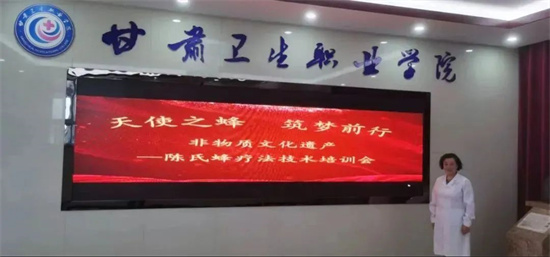 甘肃卫生职业学院
天使之蜂 筑梦前行
非物质文化遗产
——陈氏蜂疗法技术培训会